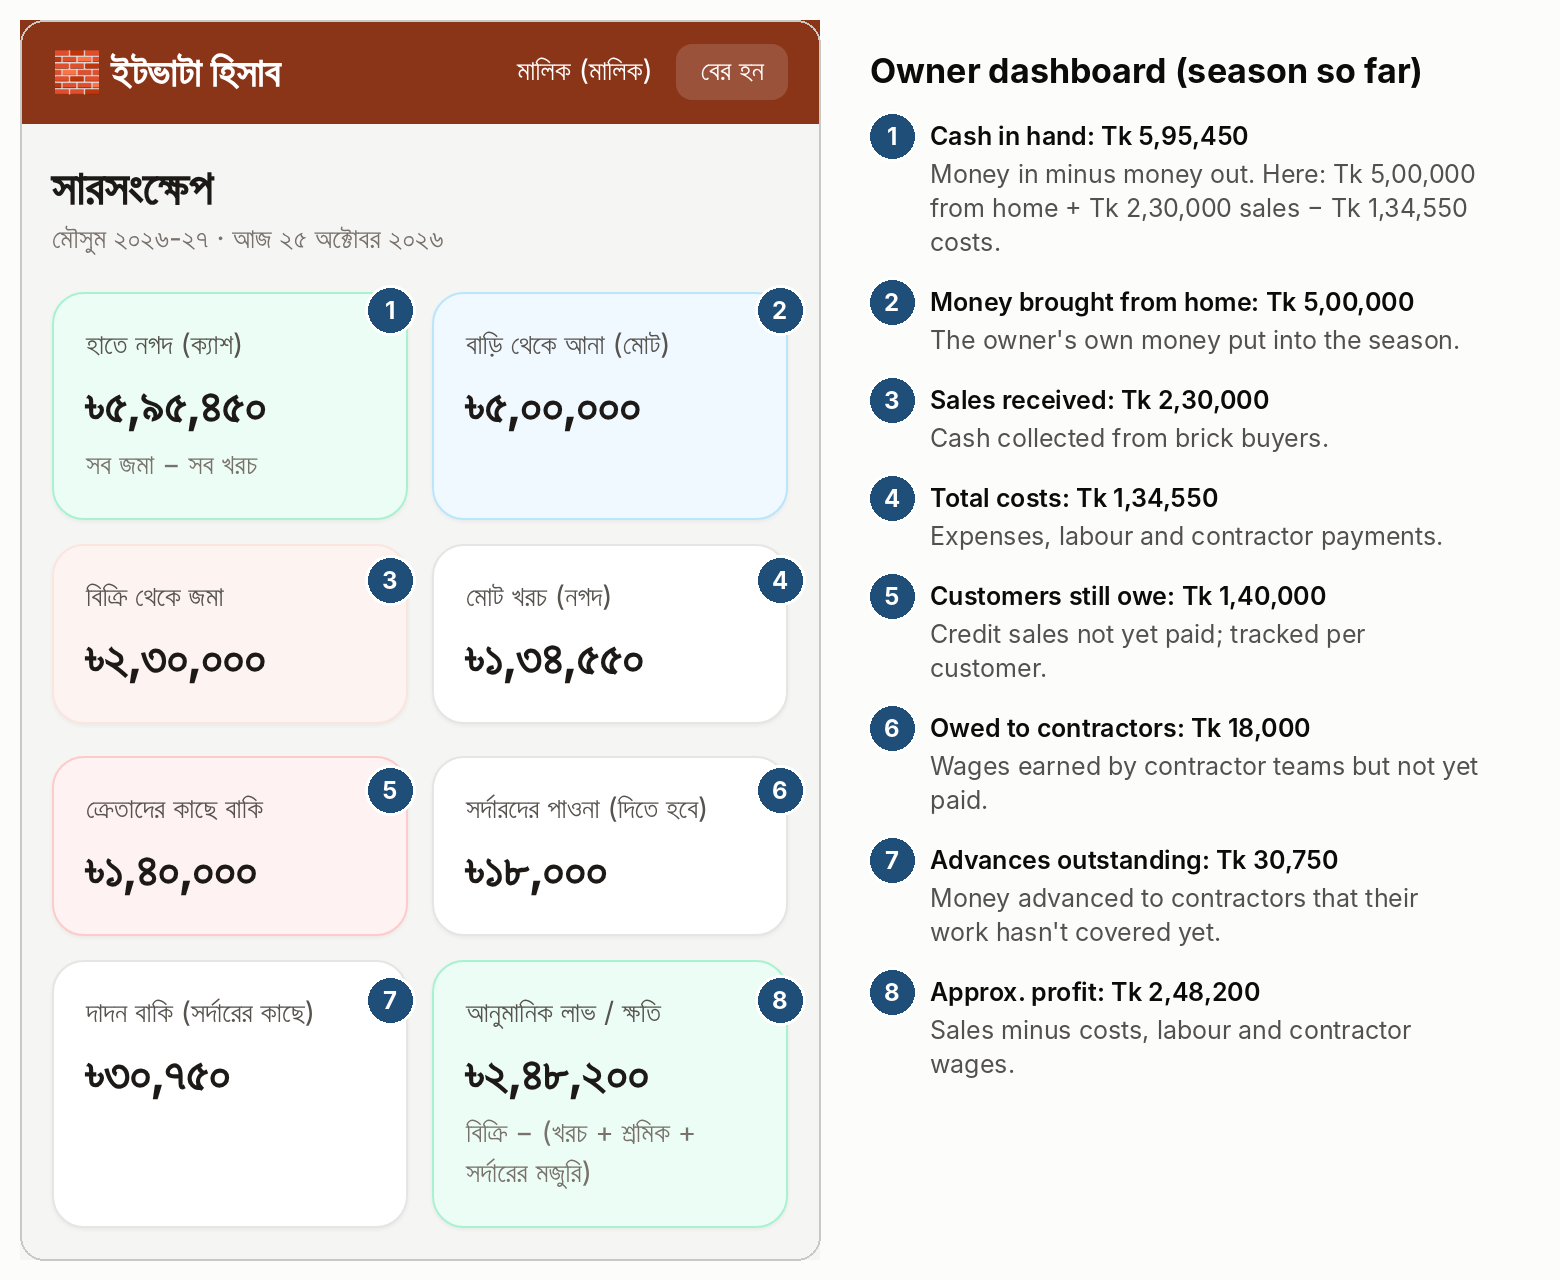 ইটভাটা হিসাব
মালিক (মালিক)
বের হন
সারসংক্ষেপ
মৌসুম ২০২৬-২৭ · আজ ২৫ অক্টোবর ২০২৬
1
হাতে নগদ (ক্যাশ)
৳৫,৯৫,৪৫০
সব জমা − সব খরচ
2
বাড়ি থেকে আনা (মোট)
৳৫,০০,০০০
3
বিক্রি থেকে জমা
৳২,৩০,০০০
4
মোট খরচ (নগদ)
৳১,৩৪,৫৫০
5
ক্রেতাদের কাছে বাকি
৳১,৪০,০০০
6
সর্দারদের পাওনা (দিতে হবে)
৳১৮,০০০
7
দাদন বাকি (সর্দারের কাছে)
৳৩০,৭৫০
8
আনুমানিক লাভ / ক্ষতি
৳২,৪৮,২০০
বিক্রি − (খরচ + শ্রমিক +
সর্দারের মজুরি)
Owner dashboard (season so far)
1 Cash in hand: Tk 5,95,450
Money in minus money out. Here: Tk 5,00,000
from home + Tk 2,30,000 sales − Tk 1,34,550
costs.
2 Money brought from home: Tk 5,00,000
The owner's own money put into the season.
3 Sales received: Tk 2,30,000
Cash collected from brick buyers.
4 Total costs: Tk 1,34,550
Expenses, labour and contractor payments.
5 Customers still owe: Tk 1,40,000
Credit sales not yet paid; tracked per
customer.
6 Owed to contractors: Tk 18,000
Wages earned by contractor teams but not yet
paid.
7 Advances outstanding: Tk 30,750
Money advanced to contractors that their
work hasn't covered yet.
8 Approx. profit: Tk 2,48,200
Sales minus costs, labour and contractor
wages.